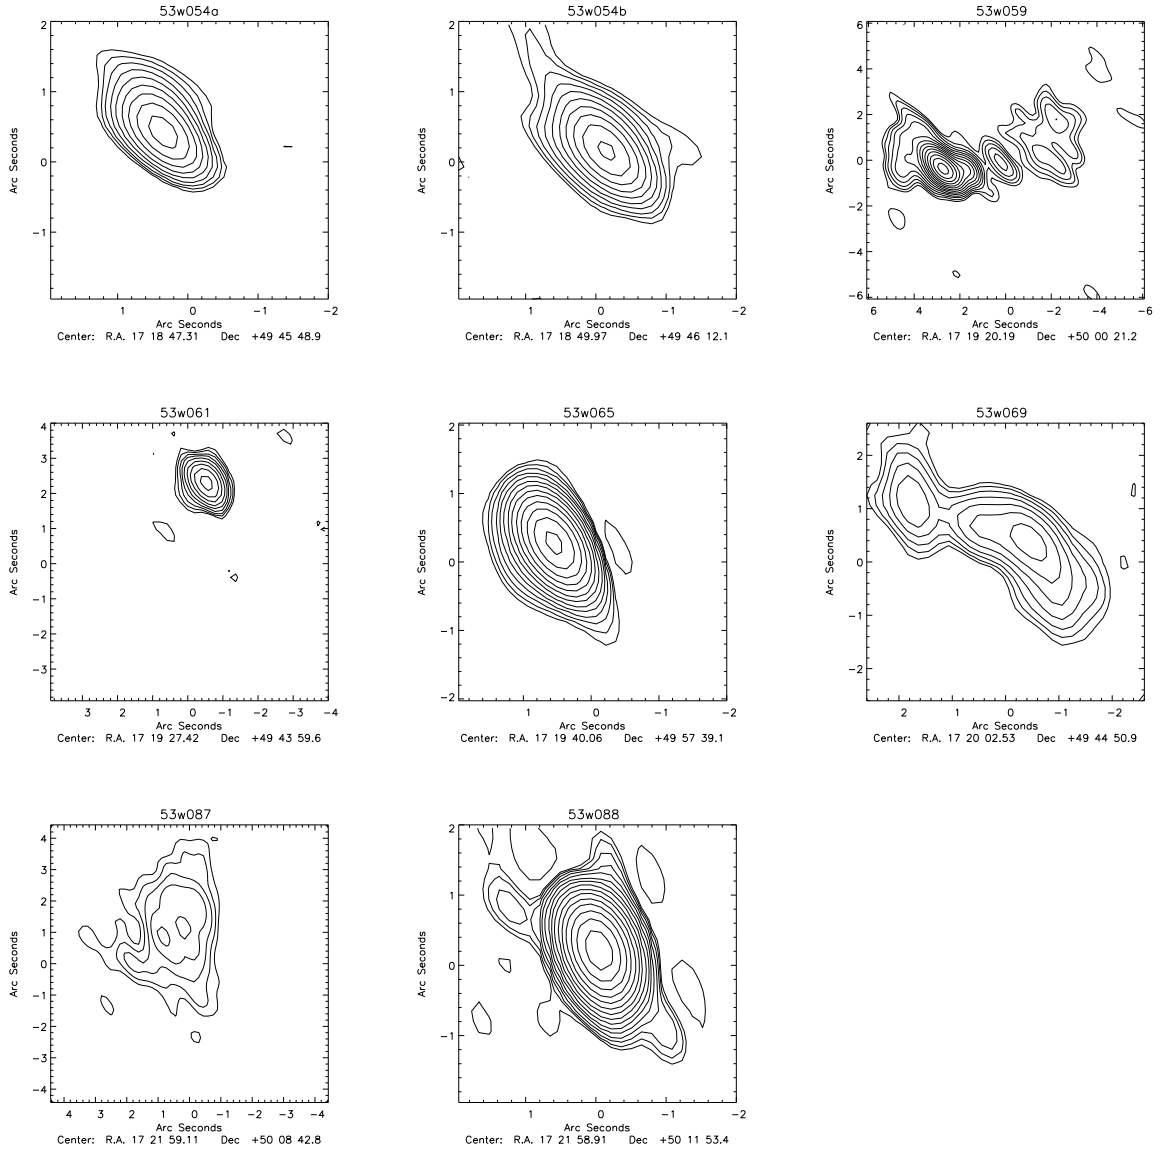 53w054a
2
1
0
−1
Arc Seconds
1 0 −1 −2
Arc Seconds
Center: R.A. 17 18 47.31 Dec +49 45 48.9
53w054b
2
1
0
−1
Arc Seconds
1 0 −1 −2
Arc Seconds
Center: R.A. 17 18 49.97 Dec +49 46 12.1
53w059
6
4
2
0
−2
−4
−6
Arc Seconds
6 4 2 0 −2 −4 −6
Arc Seconds
Center: R.A. 17 19 20.19 Dec +50 00 21.2
53w061
4
3
2
1
0
−1
−2
−3
Arc Seconds
3 2 1 0 −1 −2 −3 −4
Arc Seconds
Center: R.A. 17 19 27.42 Dec +49 43 59.6
53w065
2
1
0
−1
−2
Arc Seconds
1 0 −1 −2
Arc Seconds
Center: R.A. 17 19 40.06 Dec +49 57 39.1
53w069
2
1
0
−1
−2
Arc Seconds
2 1 0 −1 −2
Arc Seconds
Center: R.A. 17 20 02.53 Dec +49 44 50.9
53w087
4
3
2
1
0
−1
−2
−3
−4
Arc Seconds
4 3 2 1 0 −1 −2 −3 −4
Arc Seconds
Center: R.A. 17 21 59.11 Dec +50 08 42.8
53w088
2
1
0
−1
Arc Seconds
1 0 −1 −2
Arc Seconds
Center: R.A. 17 21 58.91 Dec +50 11 53.4